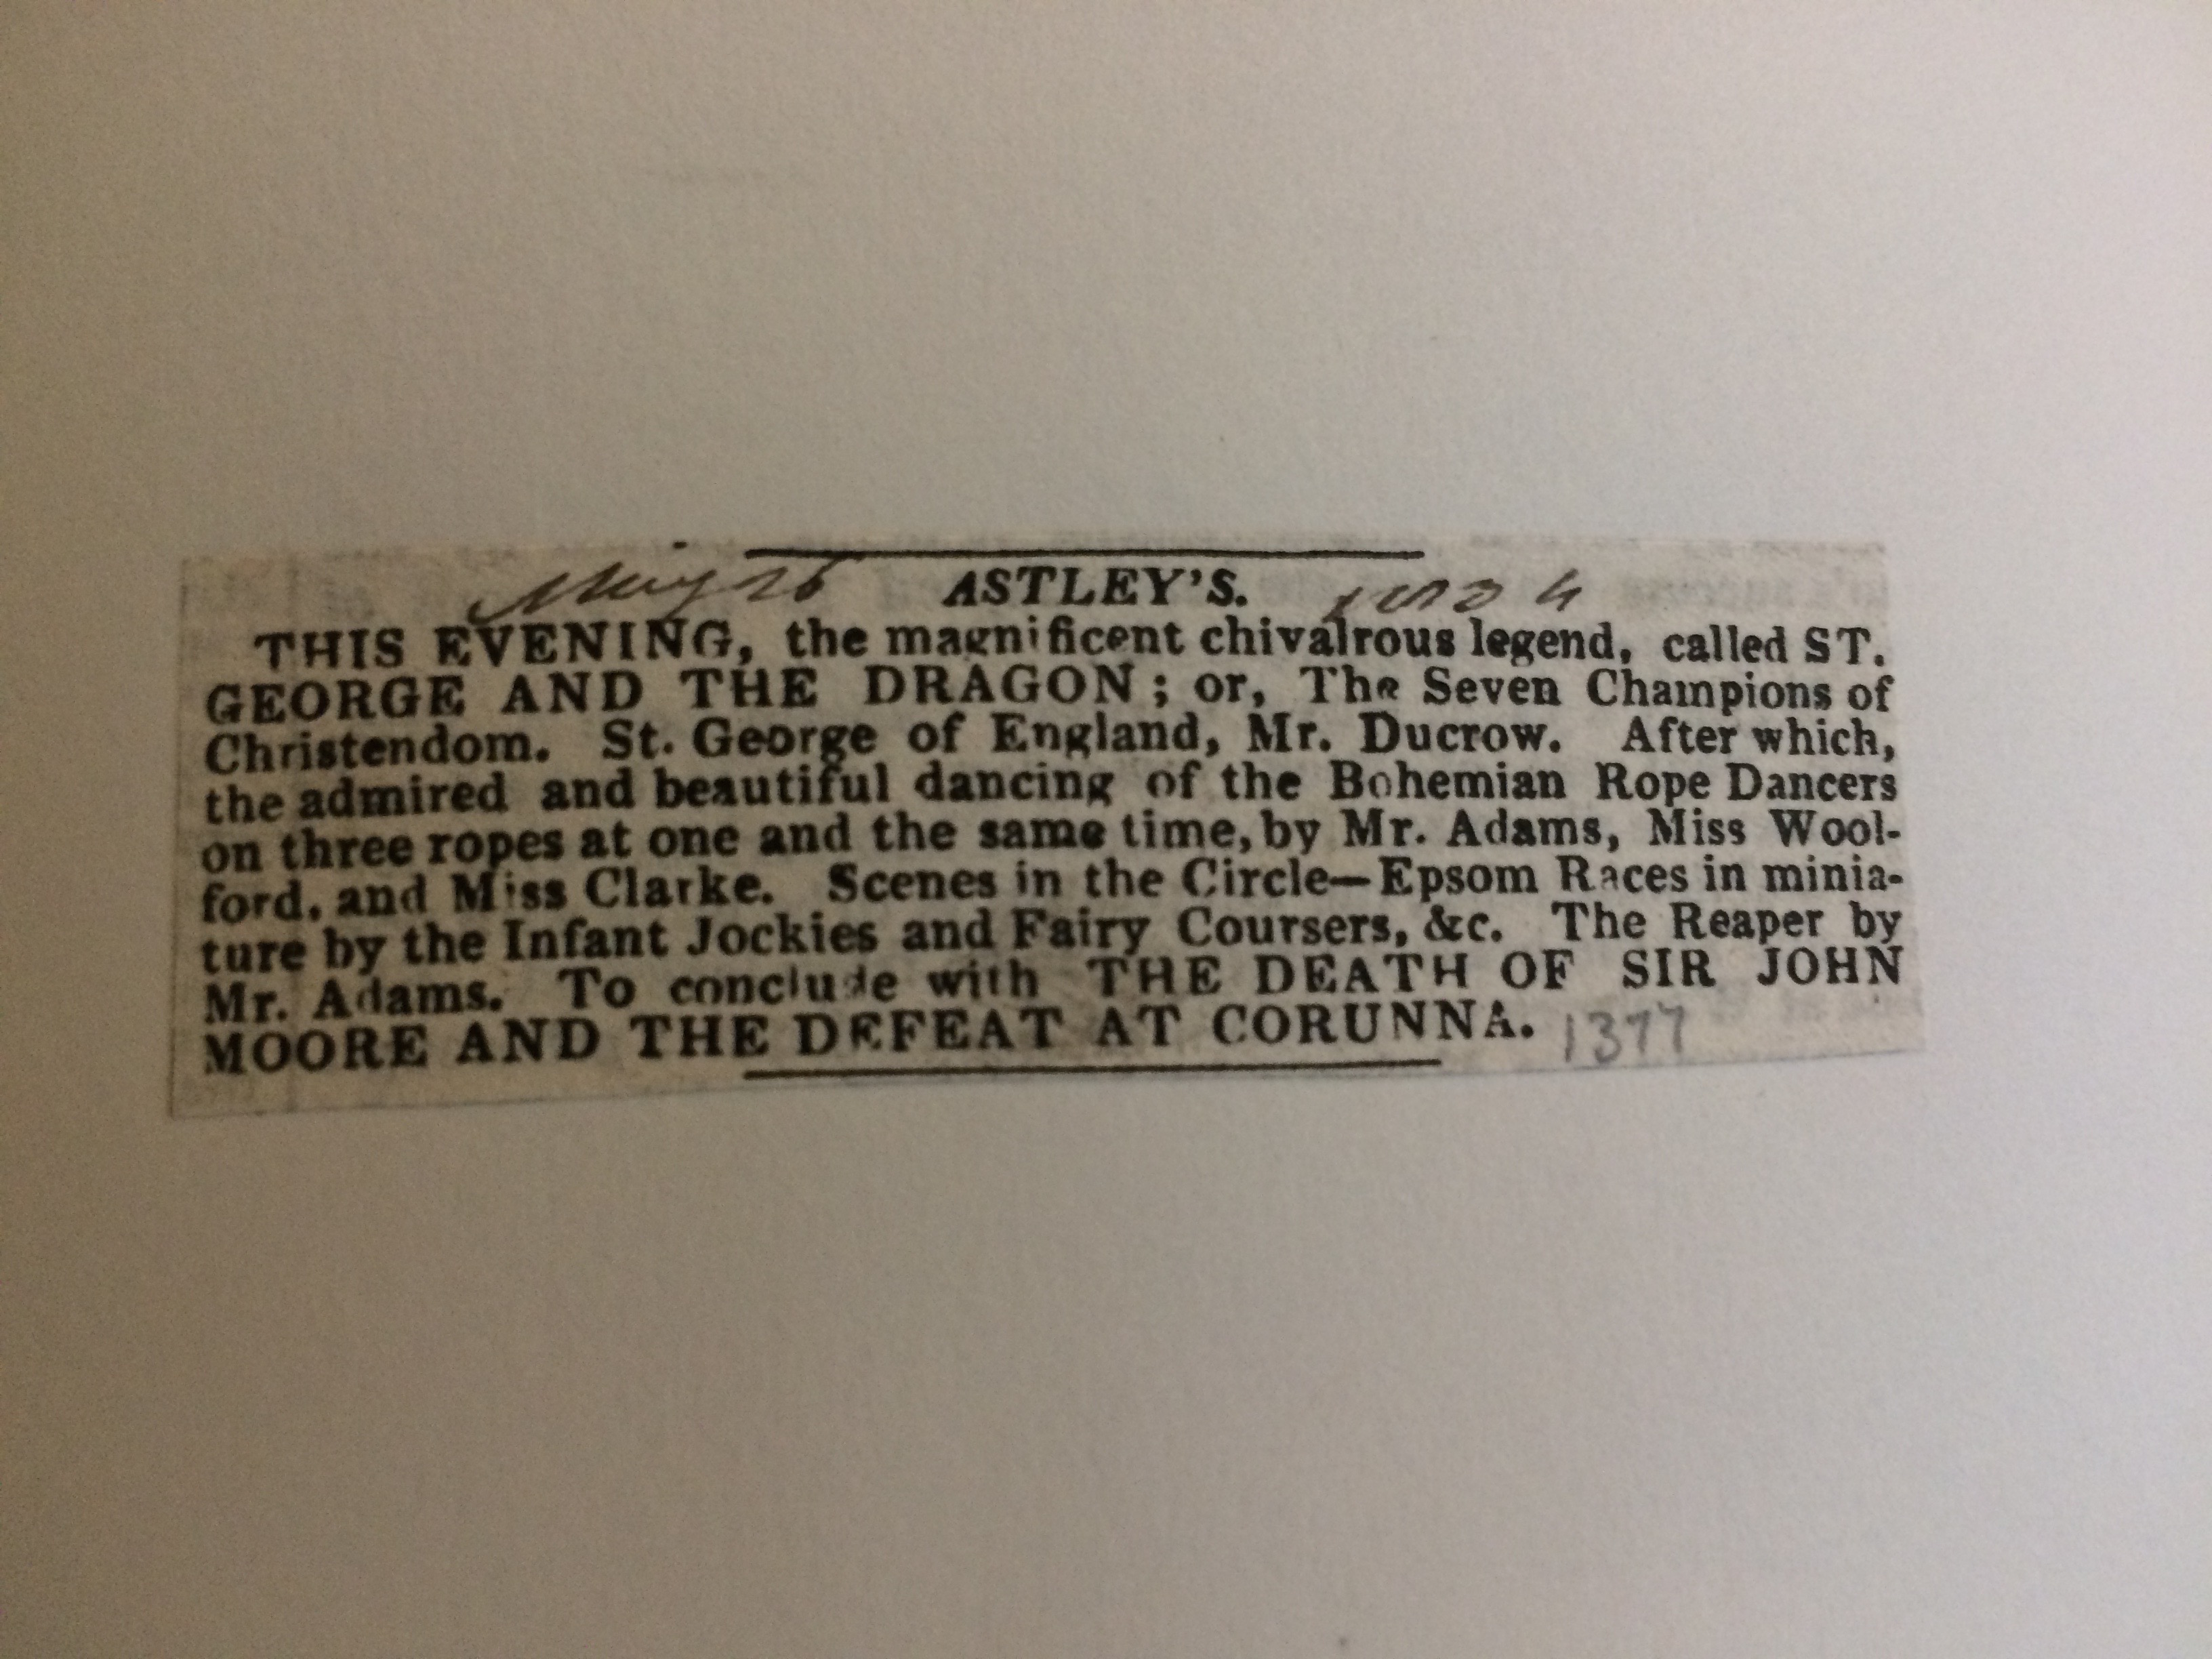 May 26 ASTLEY'S. 1834
THIS EVENING, the magnificent chivalrous legend, called ST.
GEORGE AND THE DRAGON; or, The Seven Champions of
Christendom. St. George of England, Mr. Ducrow. After which,
the admired and beautiful dancing of the Bohemian Rope Dancers
on three ropes at one and the same time, by Mr. Adams, Miss Wool-
ford, and Miss Clarke. Scenes in the Circle—Epsom Races in minia-
ture by the Infant Jockies and Fairy Coursers, &c. The Reaper by
Mr. Adams. To conclude with THE DEATH OF SIR JOHN
MOORE AND THE DEFEAT AT CORUNNA. 1377